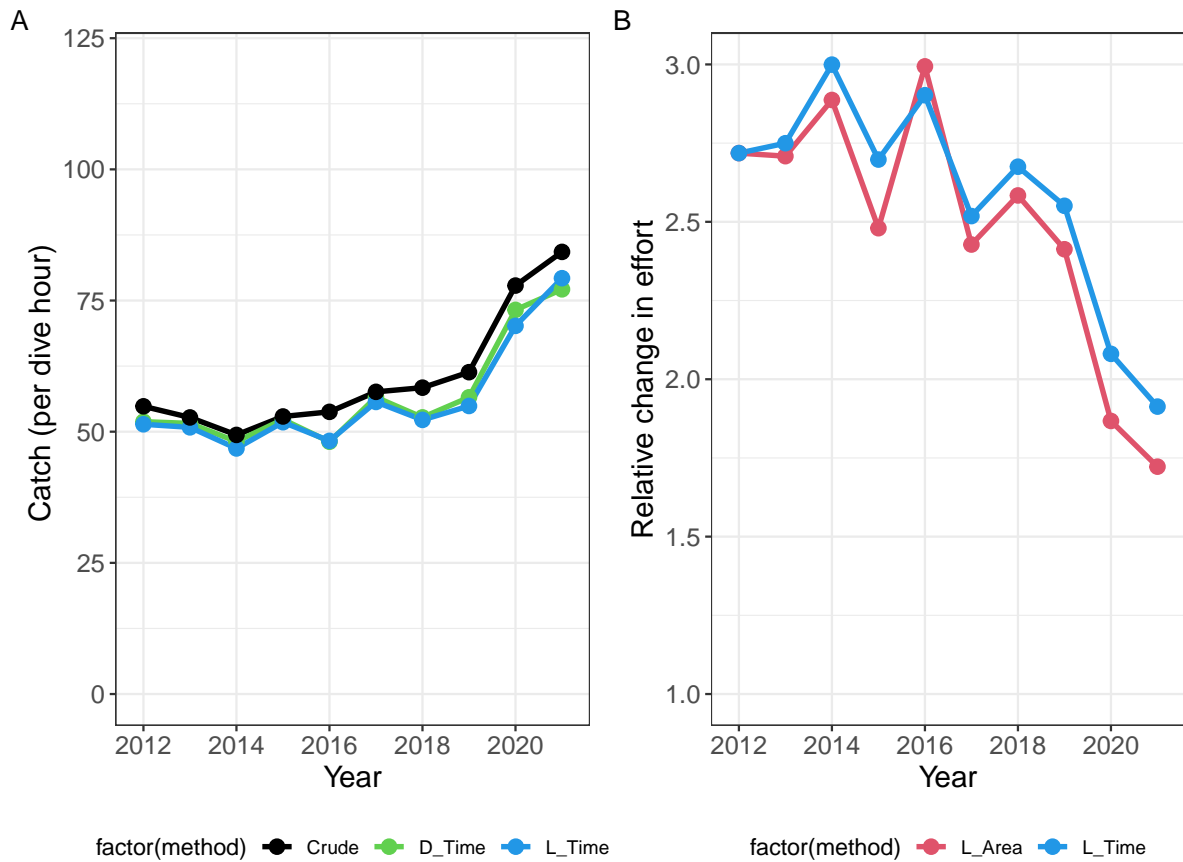 A
B
Catch (per dive hour)
125
100
75
50
25
0
2012 2014 2016 2018 2020
Year
factor(method) Crude D_Time L_Time
Relative change in effort
3.0
2.5
2.0
1.5
1.0
2012 2014 2016 2018 2020
Year
factor(method) L_Area L_Time